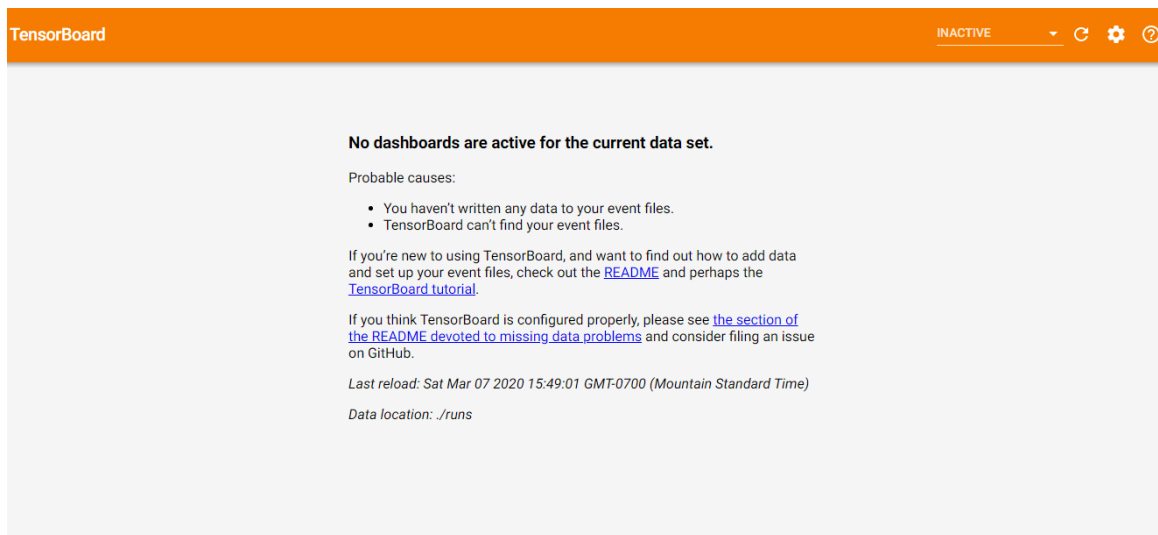 TensorBoard
INACTIVE
No dashboards are active for the current data set.
Probable causes:
• You haven't written any data to your event files.
• TensorBoard can't find your event files.
If you're new to using TensorBoard, and want to find out how to add data
and set up your event files, check out the README and perhaps the
TensorBoard tutorial.
If you think TensorBoard is configured properly, please see the section of
the README devoted to missing data problems and consider filing an issue
on GitHub.
Last reload: Sat Mar 07 2020 15:49:01 GMT-0700 (Mountain Standard Time)
Data location: ./runs